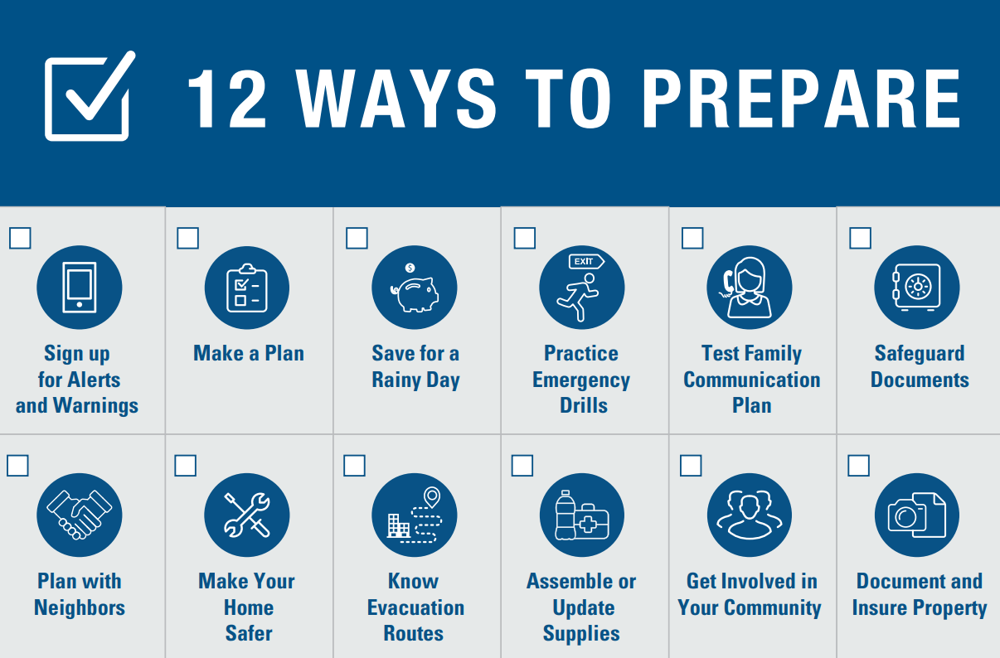 12 WAYS TO PREPARE
Sign up
for Alerts
and Warnings
Make a Plan
Save for a
Rainy Day
$
EXIT
Practice
Emergency
Drills
Test Family
Communication
Plan
Safeguard
Documents
Plan with
Neighbors
Make Your
Home
Safer
Know
Evacuation
Routes
Assemble or
Update
Supplies
Get Involved in
Your Community
Document and
Insure Property